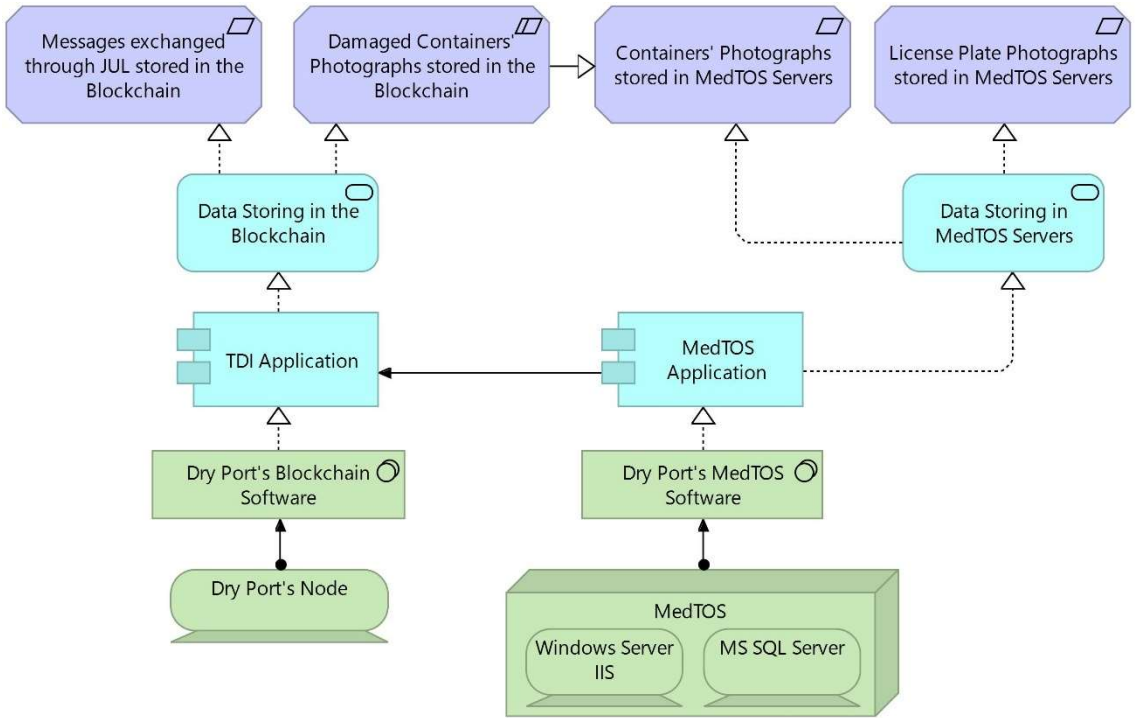 Messages exchanged
through JUL stored in the
Blockchain
Damaged Containers'
Photographs stored in the
Blockchain
Containers' Photographs
stored in MedTOS Servers
License Plate Photographs
stored in MedTOS Servers
Data Storing in the
Blockchain
Data Storing in
MedTOS Servers
TDI Application
MedTOS
Application
Dry Port's Blockchain
Software
Dry Port's MedTOS
Software
Dry Port's Node
MedTOS
Windows Server
IIS
MS SQL Server